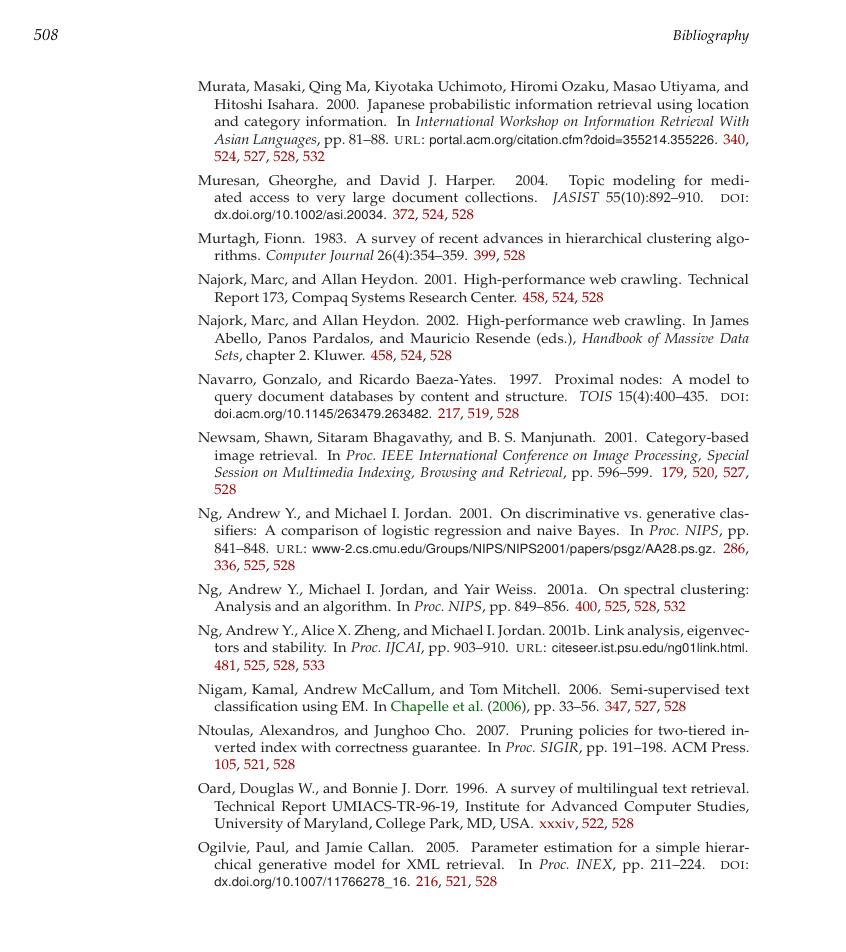 508
Bibliography
Murata, Masaki, Qing Ma, Kiyotaka Uchimoto, Hiromi Ozaku, Masao Utiyama, and
Hitoshi Isahara. 2000. Japanese probabilistic information retrieval using location
and category information. In International Workshop on Information Retrieval With
Asian Languages, pp. 81–88. URL: portal.acm.org/citation.cfm?doid=355214.355226. 340,
524, 527, 528, 532
Muresan, Gheorghe, and David J. Harper. 2004. Topic modeling for medi-
ated access to very large document collections. JASIST 55(10):892–910. DOI:
dx.doi.org/10.1002/asi.20034. 372, 524, 528
Murtagh, Fionn. 1983. A survey of recent advances in hierarchical clustering algo-
rithms. Computer Journal 26(4):354–359. 399, 528
Najork, Marc, and Allan Heydon. 2001. High-performance web crawling. Technical
Report 173, Compaq Systems Research Center. 458, 524, 528
Najork, Marc, and Allan Heydon. 2002. High-performance web crawling. In James
Abello, Panos Pardalos, and Mauricio Resende (eds.), Handbook of Massive Data
Sets, chapter 2. Kluwer. 458, 524, 528
Navarro, Gonzalo, and Ricardo Baeza-Yates. 1997. Proximal nodes: A model to
query document databases by content and structure. TOIS 15(4):400–435. DOI:
doi.acm.org/10.1145/263479.263482. 217, 519, 528
Newsam, Shawn, Sitaram Bhagavathy, and B. S. Manjunath. 2001. Category-based
image retrieval. In Proc. IEEE International Conference on Image Processing, Special
Session on Multimedia Indexing, Browsing and Retrieval, pp. 596–599. 179, 520, 527,
528
Ng, Andrew Y., and Michael I. Jordan. 2001. On discriminative vs. generative clas-
sifiers: A comparison of logistic regression and naive Bayes. In Proc. NIPS, pp.
841–848. URL: www-2.cs.cmu.edu/Groups/NIPS/NIPS2001/papers/psgz/AA28.ps.gz. 286,
336, 525, 528
Ng, Andrew Y., Michael I. Jordan, and Yair Weiss. 2001a. On spectral clustering:
Analysis and an algorithm. In Proc. NIPS, pp. 849–856. 400, 525, 528, 532
Ng, Andrew Y., Alice X. Zheng, and Michael I. Jordan. 2001b. Link analysis, eigenvec-
tors and stability. In Proc. IJCAI, pp. 903–910. URL: citeseer.ist.psu.edu/ng01link.html.
481, 525, 528, 533
Nigam, Kamal, Andrew McCallum, and Tom Mitchell. 2006. Semi-supervised text
classification using EM. In Chapelle et al. (2006), pp. 33–56. 347, 527, 528
Ntoulas, Alexandros, and Junghoo Cho. 2007. Pruning policies for two-tiered in-
verted index with correctness guarantee. In Proc. SIGIR, pp. 191–198. ACM Press.
105, 521, 528
Oard, Douglas W., and Bonnie J. Dorr. 1996. A survey of multilingual text retrieval.
Technical Report UMIACS-TR-96-19, Institute for Advanced Computer Studies,
University of Maryland, College Park, MD, USA. xxxiv, 522, 528
Ogilvie, Paul, and Jamie Callan. 2005. Parameter estimation for a simple hierar-
chical generative model for XML retrieval. In Proc. INEX, pp. 211–224. DOI:
dx.doi.org/10.1007/11766278_16. 216, 521, 528